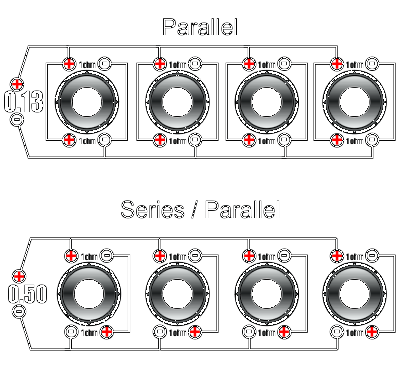 Parallel
+ 1ohm - + 1ohm - + 1ohm - + 1ohm -
+
0.13
-
+ 1ohm - + 1ohm - + 1ohm - + 1ohm -
Series / Parallel
+ 1ohm - + 1ohm - + 1ohm - + 1ohm -
+
0.50
-
- 1ohm + - 1ohm + - 1ohm + - 1ohm +